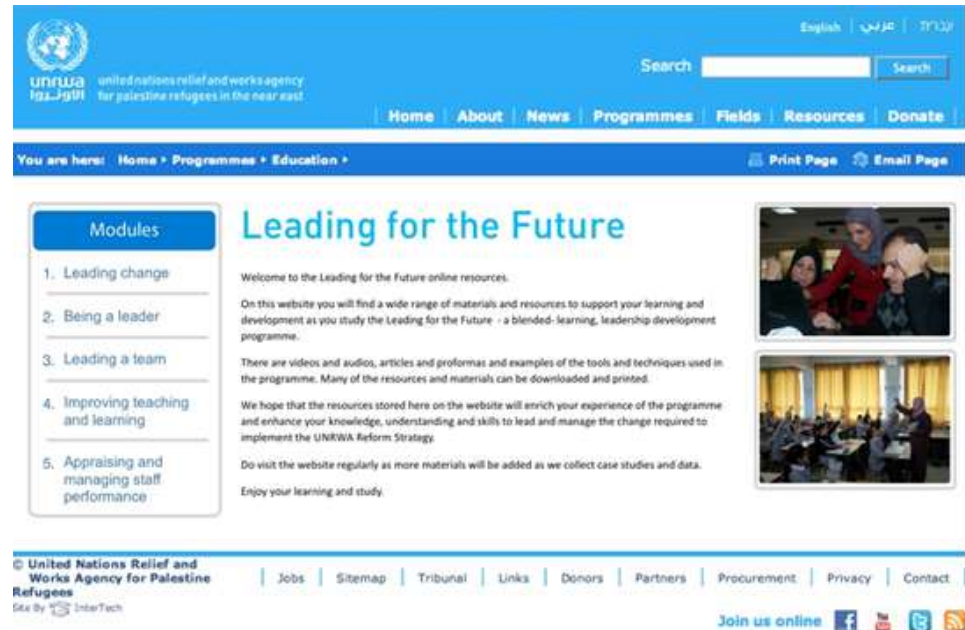 English | عربي | עברית
Search
Search
unrwa
الأونروا
united nations relief and works agency
for palestine refugees in the near east
Home | About | News | Programmes | Fields | Resources | Donate
You are here: Home ▸ Programmes ▸ Education ▸
Print Page
Email Page
Modules
1. Leading change
2. Being a leader
3. Leading a team
4. Improving teaching
and learning
5. Appraising and
managing staff
performance
Leading for the Future
Welcome to the Leading for the Future online resources.
On this website you will find a wide range of materials and resources to support your learning and
development as you study the Leading for the Future - a blended- learning, leadership development
programme.
There are videos and audios, articles and proformas and examples of the tools and techniques used in
the programme. Many of the resources and materials can be downloaded and printed.
We hope that the resources stored here on the website will enrich your experience of the programme
and enhance your knowledge, understanding and skills to lead and manage the change required to
implement the UNRWA Reform Strategy.
Do visit the website regularly as more materials will be added as we collect case studies and data.
Enjoy your learning and study.
© United Nations Relief and
Works Agency for Palestine
Refugees
Site By InterTech
Jobs | Sitemap | Tribunal | Links | Donors | Partners | Procurement | Privacy | Contact
Join us online